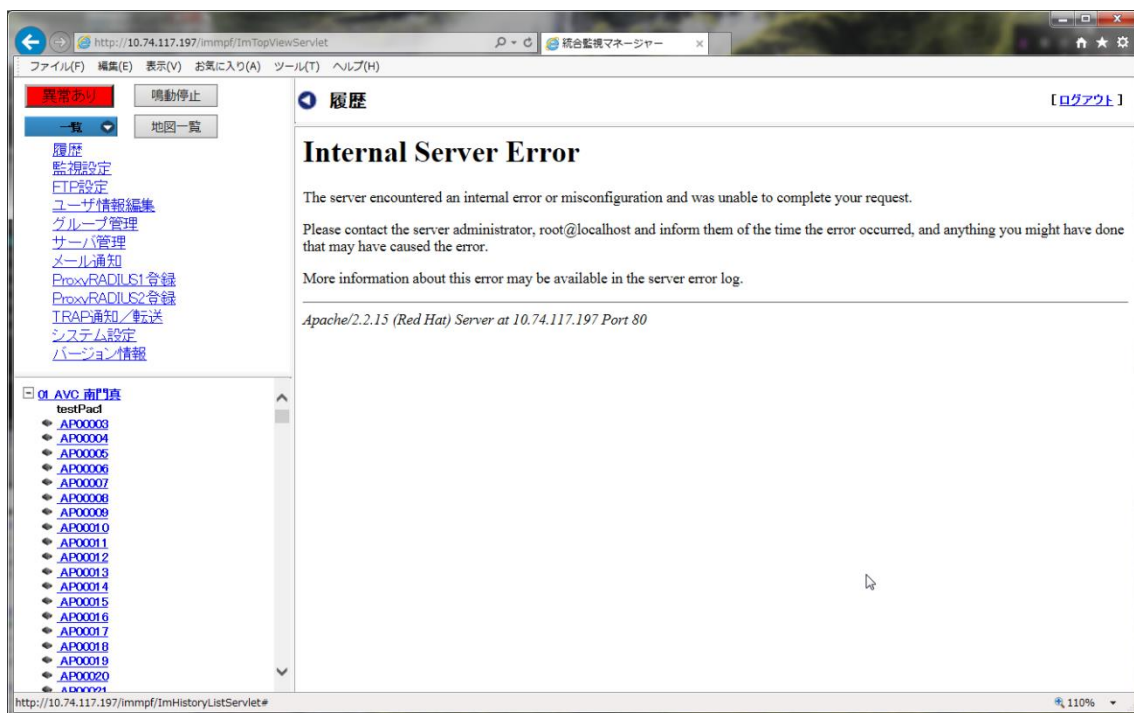 http://10.74.117.197/immpf/ImTopViewServlet
統合監視マネージャー
ファイル(F) 編集(E) 表示(V) お気に入り(A) ツール(T) ヘルプ(H)
異常あり 鳴動停止
一覧 地図一覧
履歴
監視設定
FTP設定
ユーザ情報編集
グループ管理
サーバ管理
メール通知
ProxyRADIUS1登録
ProxyRADIUS2登録
TRAP通知/転送
システム設定
バージョン情報
01 AVC 南門真
testPac1
AP00003
AP00004
AP00005
AP00006
AP00007
AP00008
AP00009
AP00010
AP00011
AP00012
AP00013
AP00014
AP00015
AP00016
AP00017
AP00018
AP00019
AP00020
AP00021
履歴
[ログアウト]
Internal Server Error
The server encountered an internal error or misconfiguration and was unable to complete your request.
Please contact the server administrator, root@localhost and inform them of the time the error occurred, and anything you might have done
that may have caused the error.
More information about this error may be available in the server error log.
Apache/2.2.15 (Red Hat) Server at 10.74.117.197 Port 80
http://10.74.117.197/immpf/ImHistoryListServlet#
110%